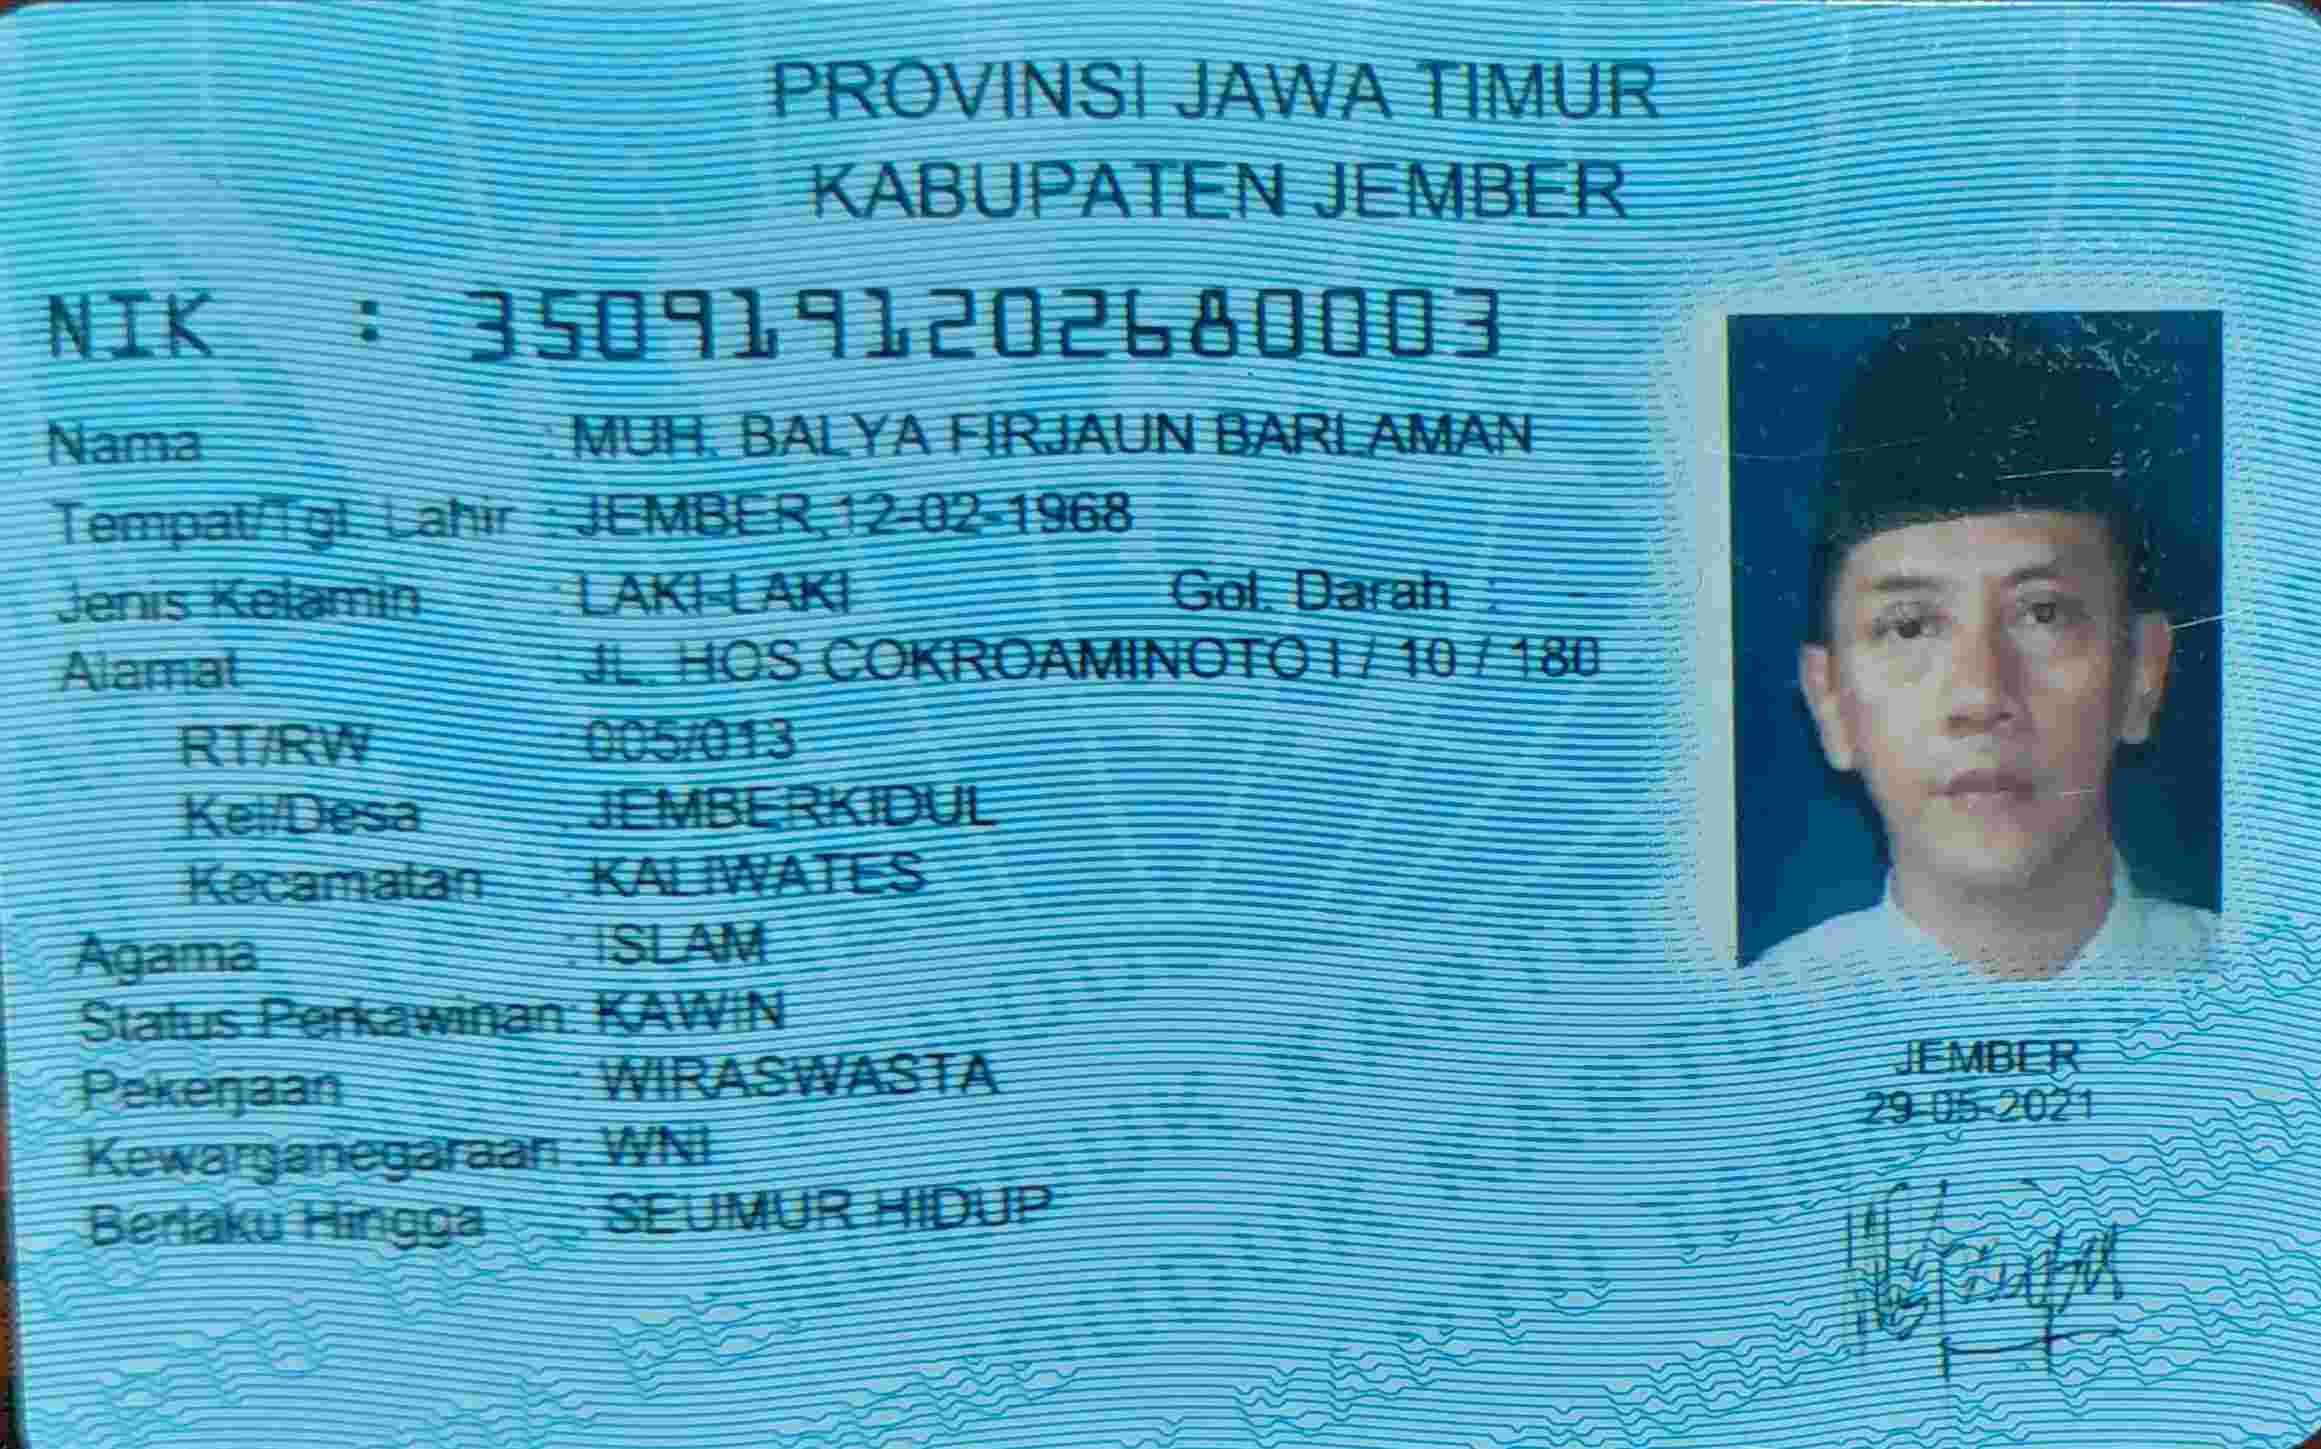 PROVINSI JAWA TIMUR
KABUPATEN JEMBER
NIK : 3509191202680003
Nama : MUH. BALYA FIRJAUN BARLAMAN
Tempat/Tgl. Lahir : JEMBER, 12-02-1968
Jenis Kelamin : LAKI-LAKI Gol. Darah : -
Alamat : JL. HOS COKROAMINOTO I / 10 / 180
RT/RW : 005/013
Kel/Desa : JEMBERKIDUL
Kecamatan : KALIWATES
Agama : ISLAM
Status Perkawinan : KAWIN
Pekerjaan : WIRASWASTA
Kewarganegaraan : WNI
Berlaku Hingga : SEUMUR HIDUP
JEMBER
29-05-2021